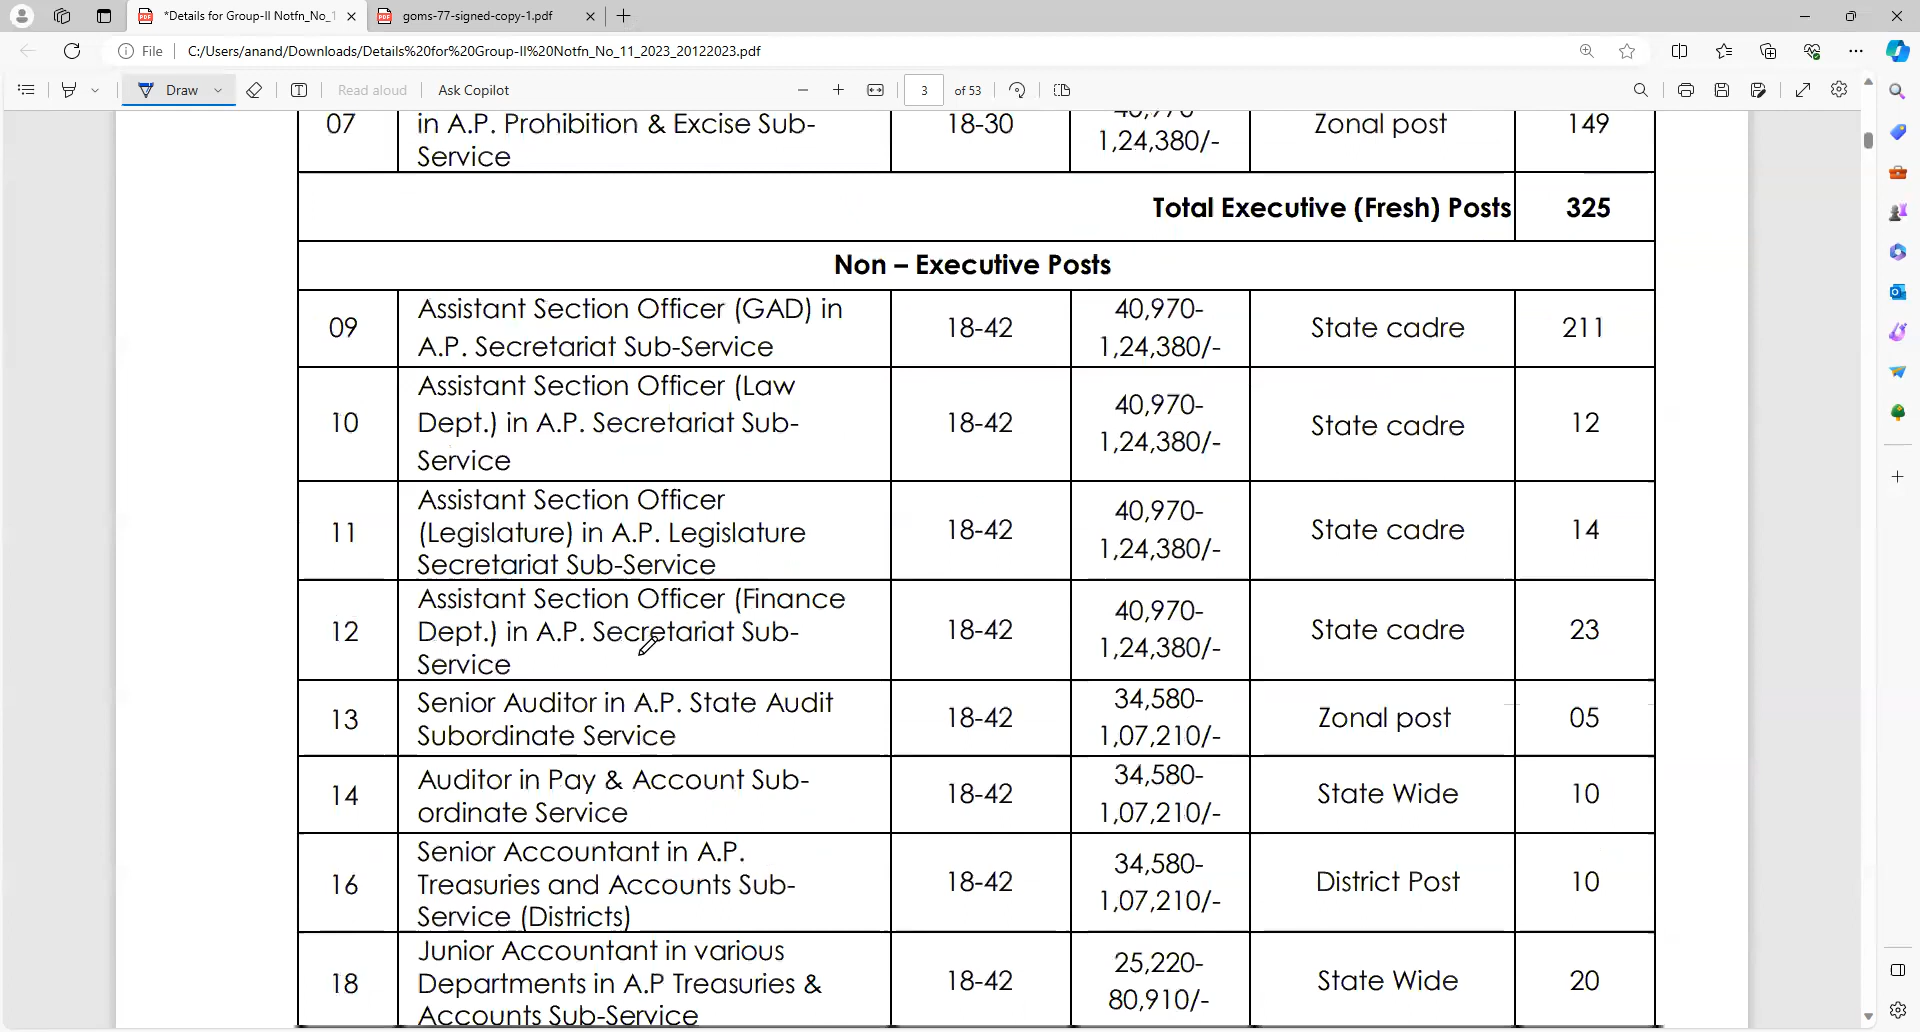 *Details for Group-II Notfn_No_1
goms-77-signed-copy-1.pdf
File
C:/Users/anand/Downloads/Details%20for%20Group-II%20Notfn_No_11_2023_20122023.pdf
Draw
Read aloud
Ask Copilot
3
of 53
07
in A.P. Prohibition & Excise Sub-
Service
18-30
1,24,380/-
Zonal post
149
Total Executive (Fresh) Posts
325
Non – Executive Posts
09
Assistant Section Officer (GAD) in
A.P. Secretariat Sub-Service
18-42
40,970-
1,24,380/-
State cadre
211
10
Assistant Section Officer (Law
Dept.) in A.P. Secretariat Sub-
Service
18-42
40,970-
1,24,380/-
State cadre
12
11
Assistant Section Officer
(Legislature) in A.P. Legislature
Secretariat Sub-Service
18-42
40,970-
1,24,380/-
State cadre
14
12
Assistant Section Officer (Finance
Dept.) in A.P. Secretariat Sub-
Service
18-42
40,970-
1,24,380/-
State cadre
23
13
Senior Auditor in A.P. State Audit
Subordinate Service
18-42
34,580-
1,07,210/-
Zonal post
05
14
Auditor in Pay & Account Sub-
ordinate Service
18-42
34,580-
1,07,210/-
State Wide
10
16
Senior Accountant in A.P.
Treasuries and Accounts Sub-
Service (Districts)
18-42
34,580-
1,07,210/-
District Post
10
18
Junior Accountant in various
Departments in A.P Treasuries &
Accounts Sub-Service
18-42
25,220-
80,910/-
State Wide
20